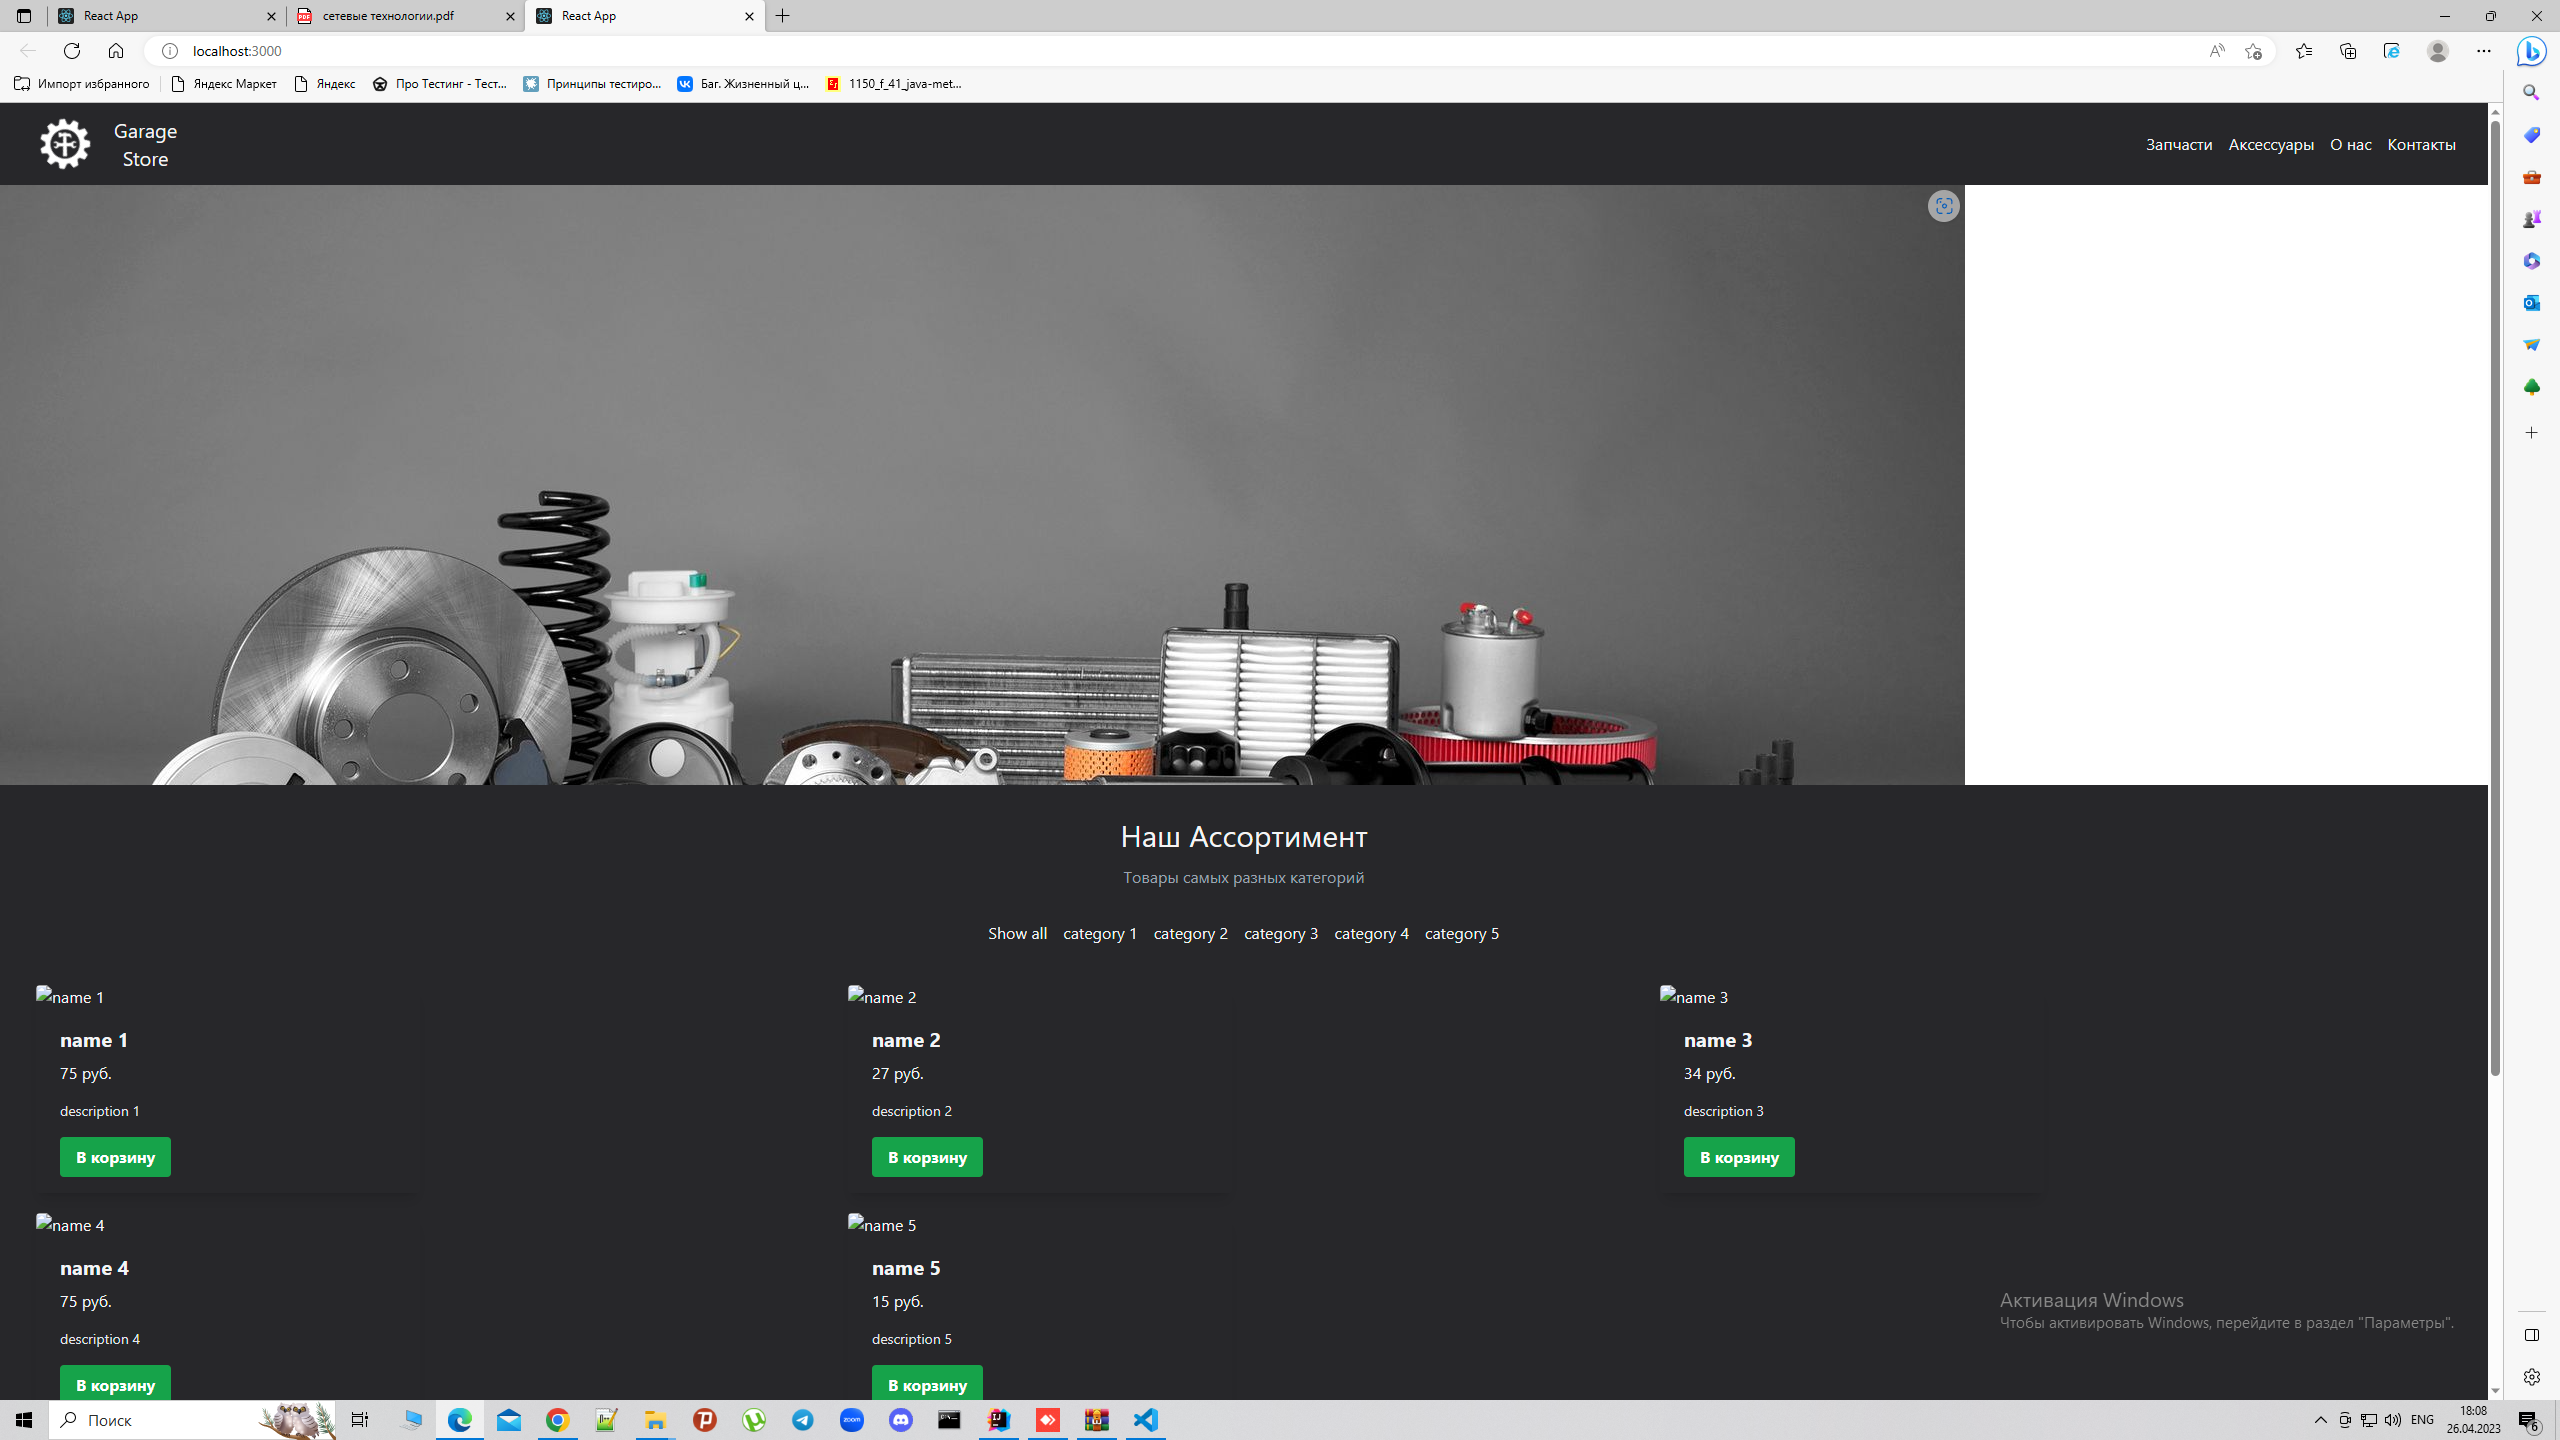 React App
сетевые технологии.pdf
React App
localhost:3000
Импорт избранного
Яндекс Маркет
Яндекс
Про Тестинг - Тест...
Принципы тестиро...
Баг. Жизненный ц...
1150_f_41_java-met...
Garage
Store
Запчасти Аксессуары О нас Контакты
Наш Ассортимент
Товары самых разных категорий
Show all category 1 category 2 category 3 category 4 category 5
name 1
name 1
75 руб.
description 1
В корзину
name 2
name 2
27 руб.
description 2
В корзину
name 3
name 3
34 руб.
description 3
В корзину
name 4
name 4
75 руб.
description 4
В корзину
name 5
name 5
15 руб.
description 5
В корзину
Активация Windows
Чтобы активировать Windows, перейдите в раздел "Параметры".
Поиск
zoom
ENG
18:08
26.04.2023
6